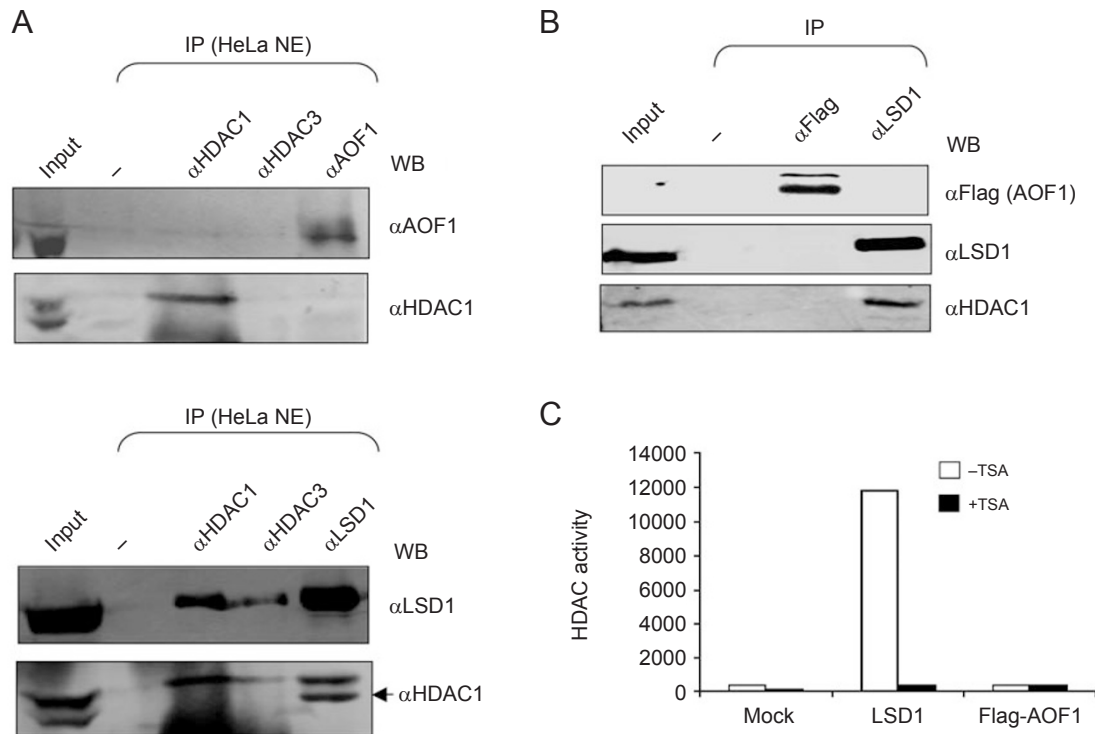 A
IP (HeLa NE)
Input
–
αHDAC1
αHDAC3
αAOF1
WB
αAOF1
αHDAC1
IP (HeLa NE)
Input
–
αHDAC1
αHDAC3
αLSD1
WB
αLSD1
αHDAC1
B
IP
Input
–
αFlag
αLSD1
WB
αFlag (AOF1)
αLSD1
αHDAC1
C
14000
12000
10000
8000
6000
4000
2000
0
HDAC activity
–TSA
+TSA
Mock
LSD1
Flag-AOF1